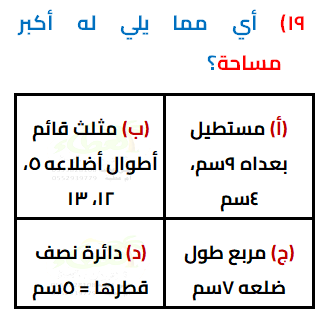 ١٩) أي مما يلي له أكبر
مساحة؟
(أ) مستطيل
بعداه ٩سم،
٤سم
(ب) مثلث قائم
أطوال أضلاعه ٥،
١٢، ١٣
(ج) مربع طول
ضلعه ٧سم
(د) دائرة نصف
قطرها = ٥سم